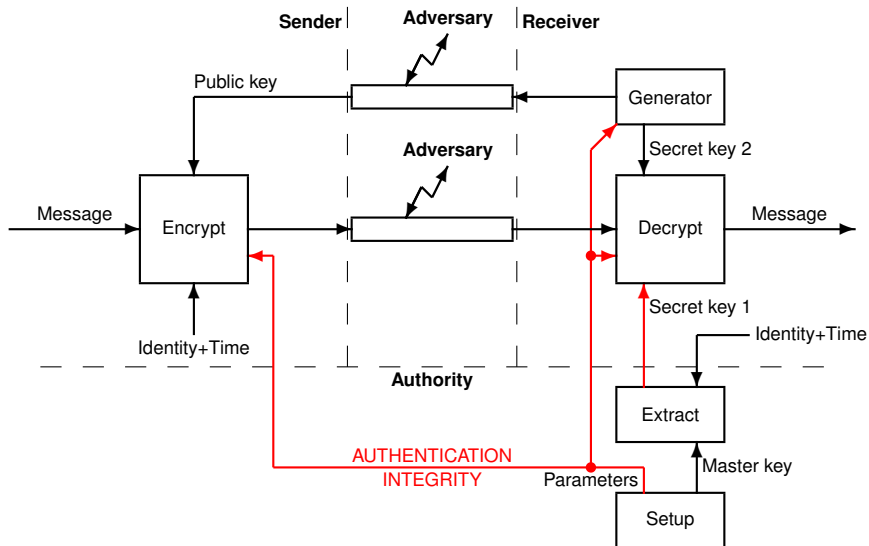 Sender
Adversary
Receiver
Public key
Generator
Secret key 2
Adversary
Message
Encrypt
Decrypt
Message
Secret key 1
Identity+Time
Identity+Time
Authority
Extract
AUTHENTICATION
INTEGRITY
Parameters
Master key
Setup